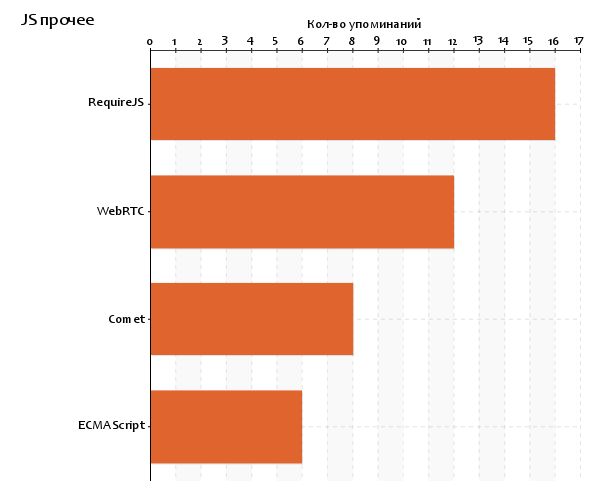 JS прочее
Кол-во упоминаний
0 1 2 3 4 5 6 7 8 9 10 11 12 13 14 15 16 17
RequireJS
WebRTC
Comet
ECMAScript